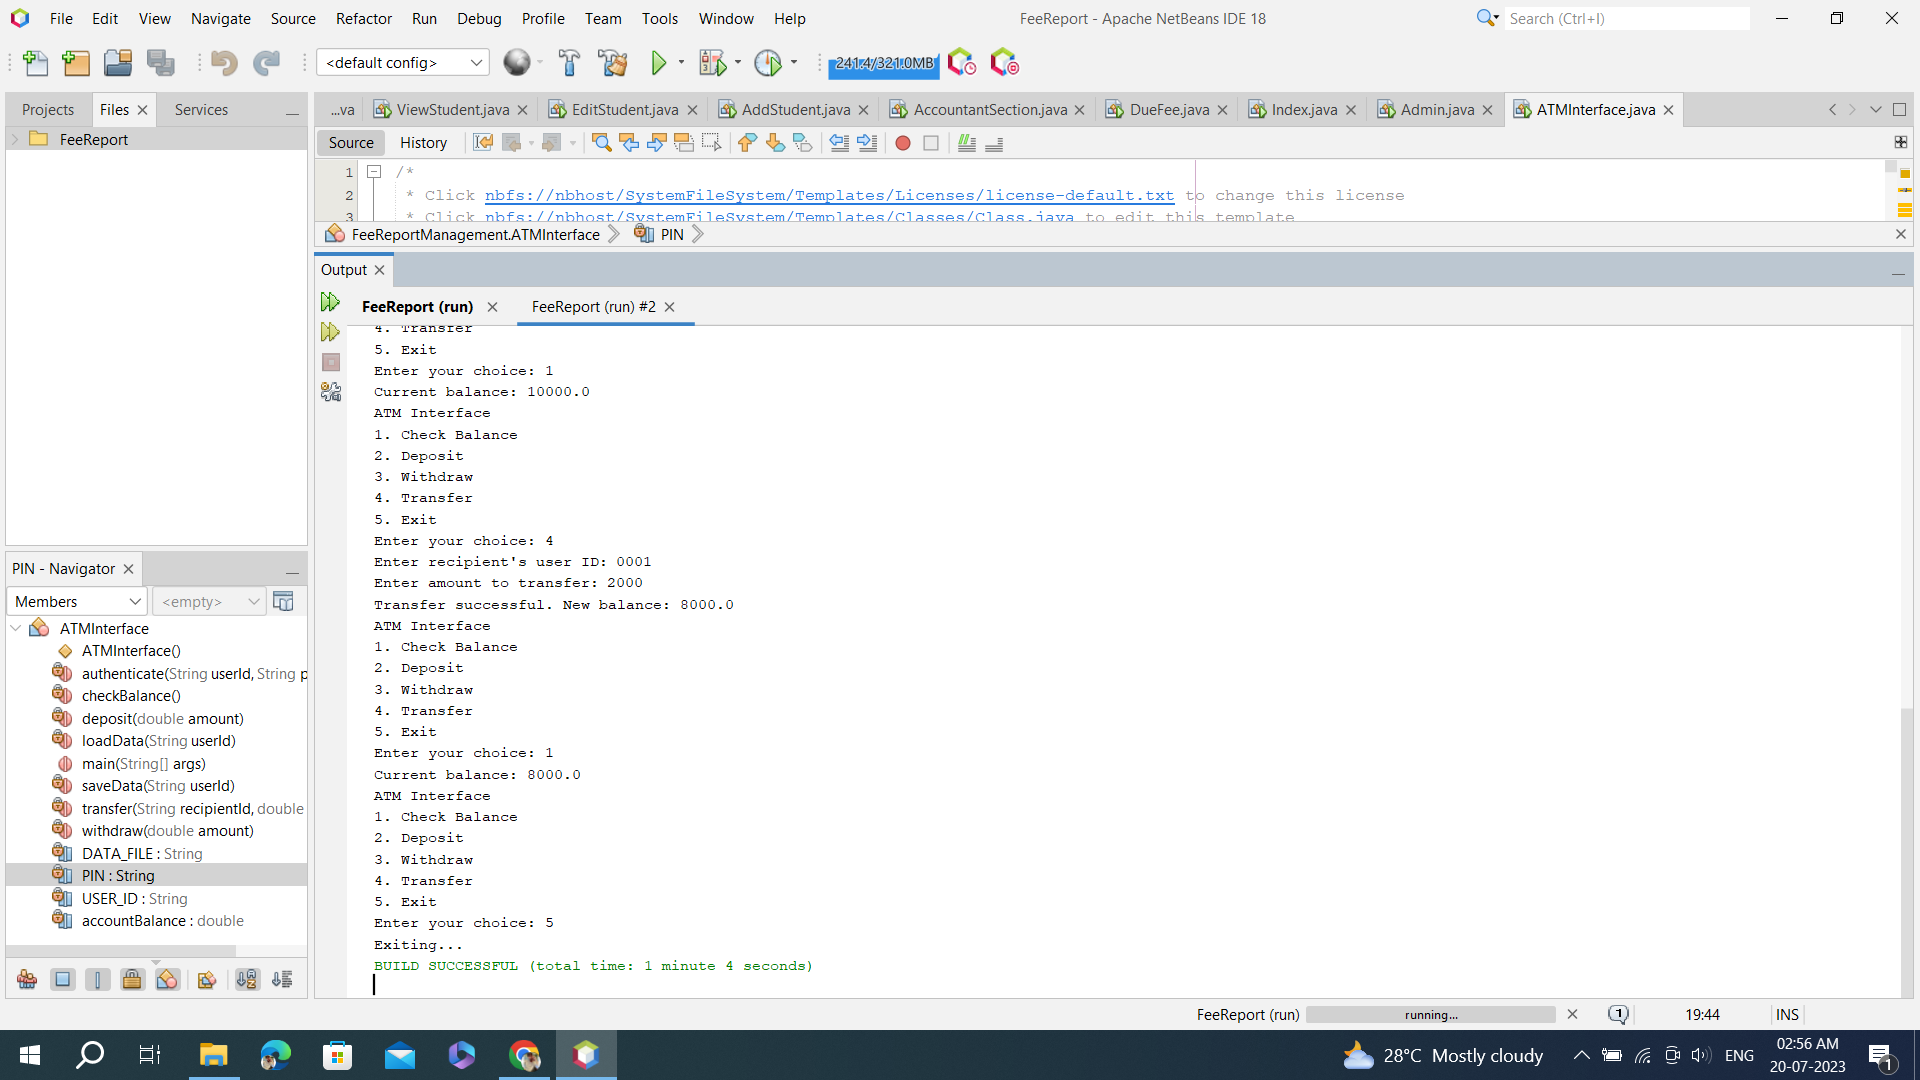 File Edit View Navigate Source Refactor Run Debug Profile Team Tools Window Help
FeeReport - Apache NetBeans IDE 18
Search (Ctrl+I)
<default config>
241.4/321.0MB
Projects Files Services
...va ViewStudent.java EditStudent.java AddStudent.java AccountantSection.java DueFee.java Index.java Admin.java ATMInterface.java
FeeReport
Source History
1 /*
2 * Click nbfs://nbhost/SystemFileSystem/Templates/Licenses/license-default.txt to change this license
3 * Click nbfs://nbhost/SystemFileSystem/Templates/Classes/Class.java to edit this template
FeeReportManagement.ATMInterface PIN
Output
FeeReport (run) FeeReport (run) #2
4. Transfer
5. Exit
Enter your choice: 1
Current balance: 10000.0
ATM Interface
1. Check Balance
2. Deposit
3. Withdraw
4. Transfer
5. Exit
Enter your choice: 4
Enter recipient's user ID: 0001
Enter amount to transfer: 2000
Transfer successful. New balance: 8000.0
ATM Interface
1. Check Balance
2. Deposit
3. Withdraw
4. Transfer
5. Exit
Enter your choice: 1
Current balance: 8000.0
ATM Interface
1. Check Balance
2. Deposit
3. Withdraw
4. Transfer
5. Exit
Enter your choice: 5
Exiting...
BUILD SUCCESSFUL (total time: 1 minute 4 seconds)
PIN - Navigator
Members <empty>
ATMInterface
ATMInterface()
authenticate(String userId, String p
checkBalance()
deposit(double amount)
loadData(String userId)
main(String[] args)
saveData(String userId)
transfer(String recipientId, double
withdraw(double amount)
DATA_FILE : String
PIN : String
USER_ID : String
accountBalance : double
FeeReport (run) running... 1 19:44 INS
28°C Mostly cloudy ENG
02:56 AM
20-07-2023
1